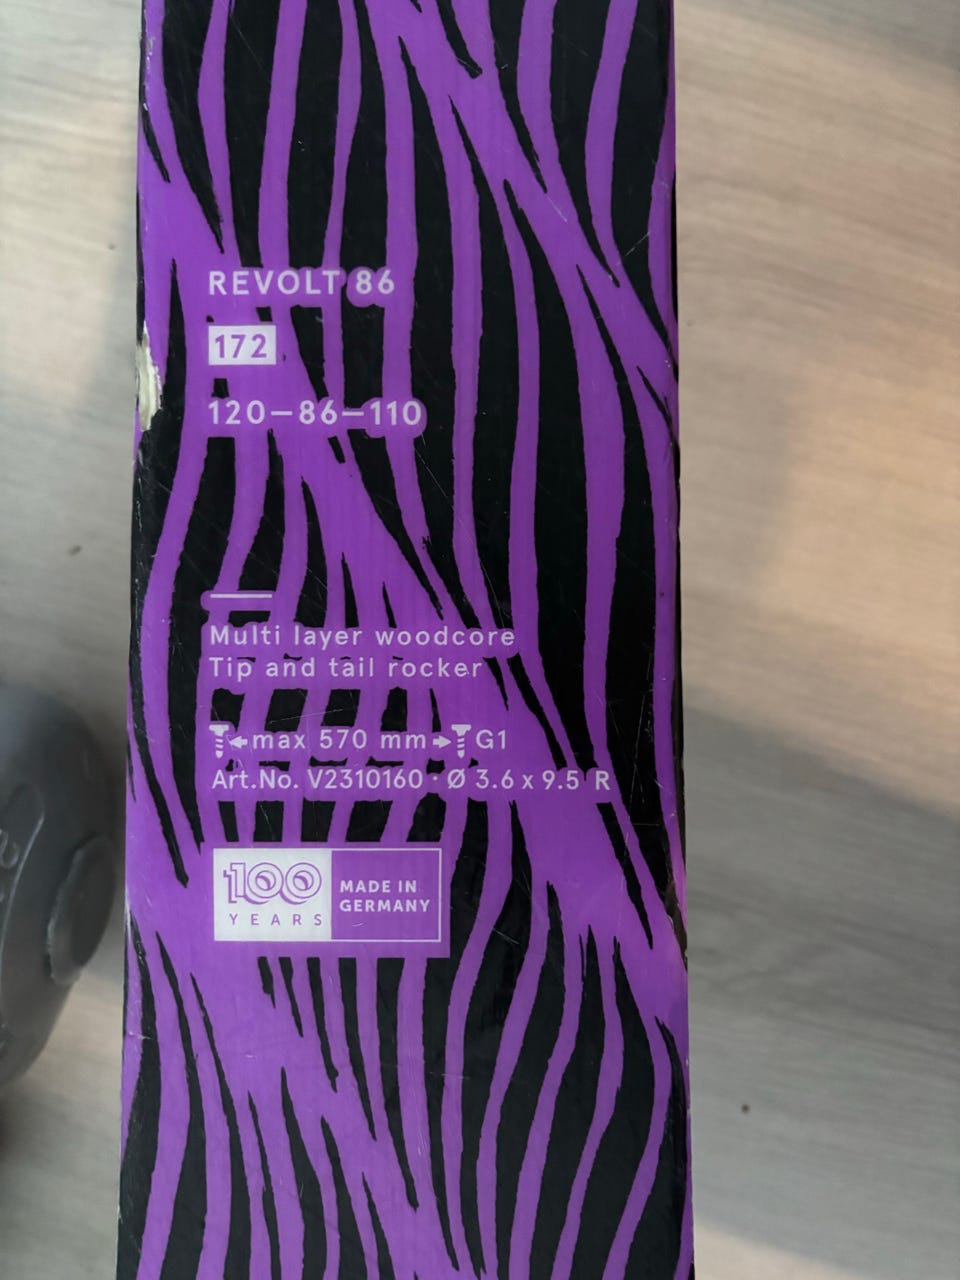 REVOLT 86
172
120—86—110
Multi layer woodcore
Tip and tail rocker
max 570 mm G1
Art.No. V2310160 · Ø 3.6 x 9.5 R
100
YEARS
MADE IN
GERMANY